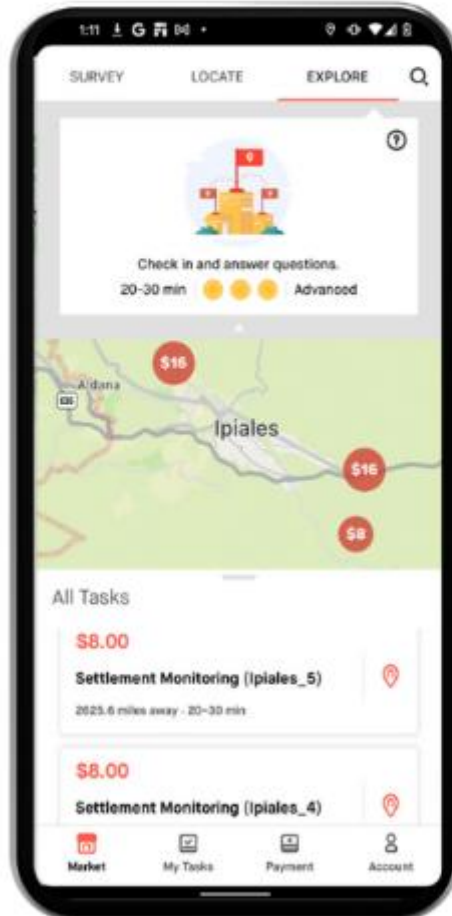 1:11
SURVEY LOCATE EXPLORE
Check in and answer questions.
20-30 min Advanced
$16
Aldana
Ipiales
$16
$8
All Tasks
$8.00
Settlement Monitoring (Ipiales_5)
2625.6 miles away · 20-30 min
$8.00
Settlement Monitoring (Ipiales_4)
Market My Tasks Payment Account